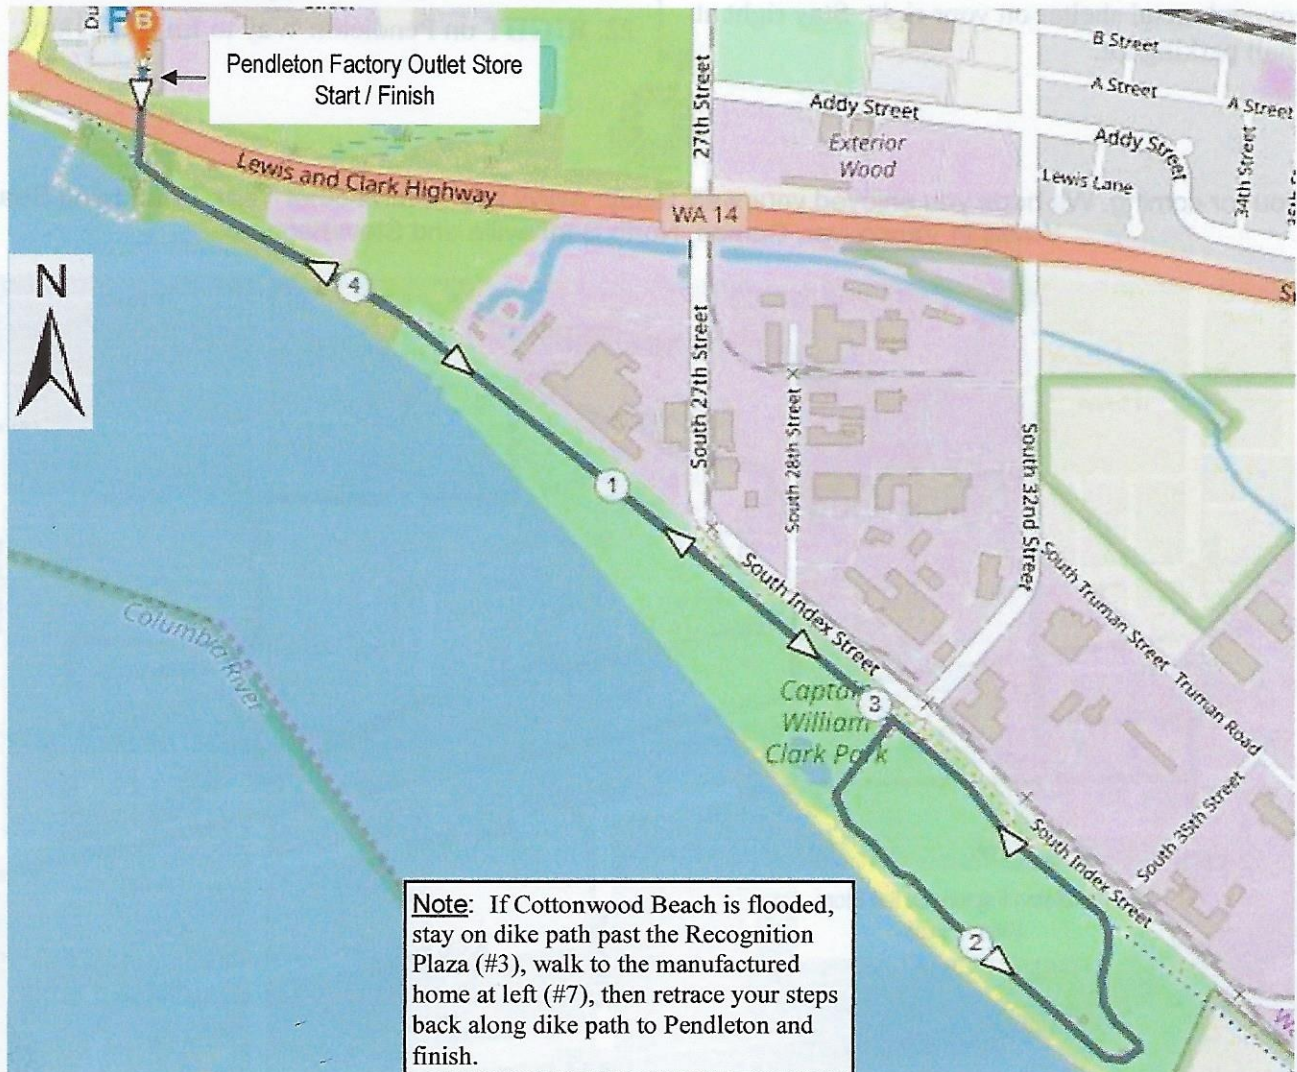 P
B
Du
Street
Pendleton Factory Outlet Store
Start / Finish
27th Street
Addy Street
Exterior
Wood
B Street
A Street
A Street
Addy Street
Lewis Lane
34th Street
Lewis and Clark Highway
WA 14
N
4
South 27th Street
South 28th Street
South 32nd Street
1
South Index Street
South Truman Street
Truman Road
Columbia River
3
William
Clark Park
South Index Street
South 35th Street
2
Note: If Cottonwood Beach is flooded,
stay on dike path past the Recognition
Plaza (#3), walk to the manufactured
home at left (#7), then retrace your steps
back along dike path to Pendleton and
finish.